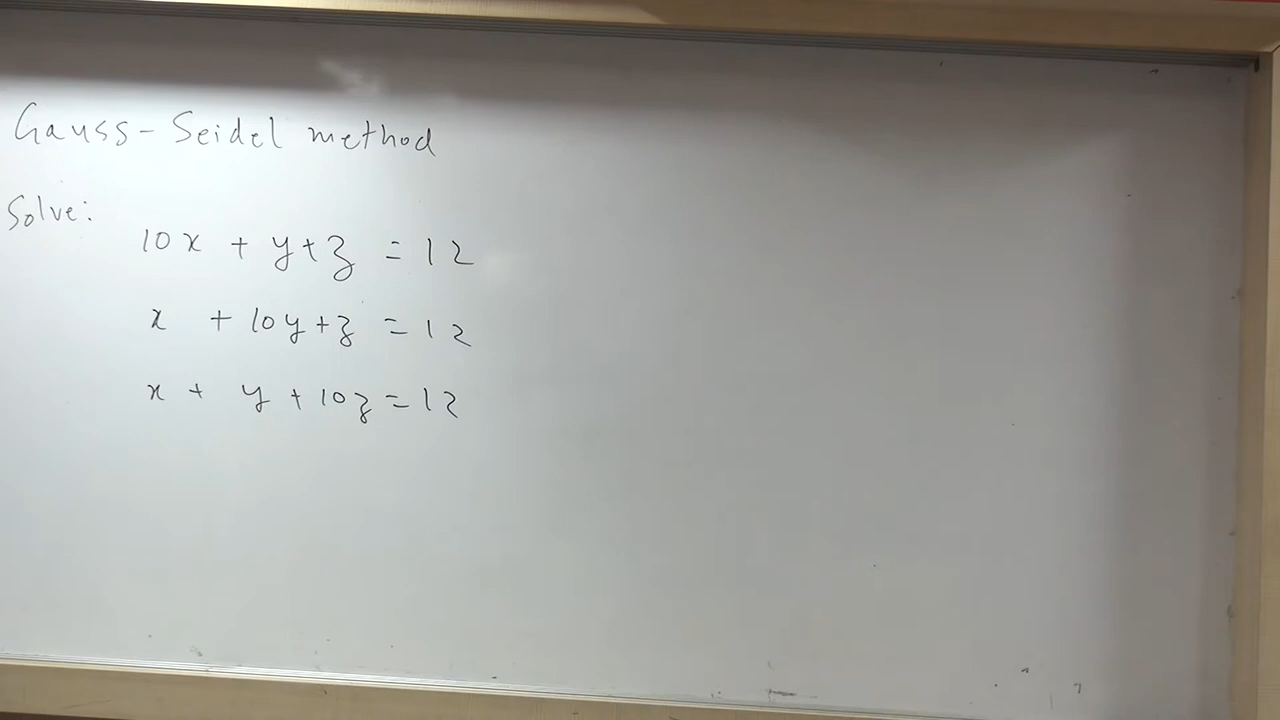 Gauss-Seidel method
Solve:
10x + y+z = 12
x + 10y+z = 12
x + y + 10z = 12